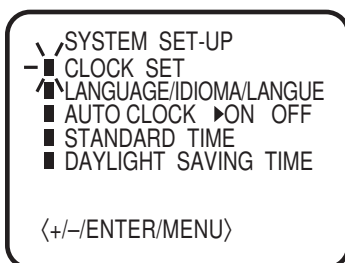 SYSTEM SET-UP
CLOCK SET
LANGUAGE/IDIOMA/LANGUE
AUTO CLOCK ▶ON OFF
STANDARD TIME
DAYLIGHT SAVING TIME
〈+/–/ENTER/MENU〉